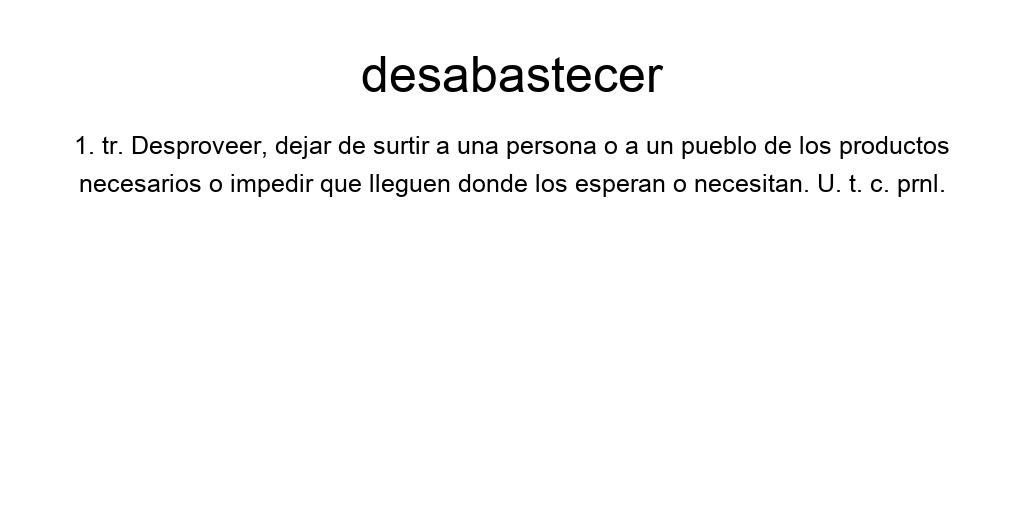 desabastecer
1. tr. Desproveer, dejar de surtir a una persona o a un pueblo de los productos
necesarios o impedir que lleguen donde los esperan o necesitan. U. t. c. prnl.